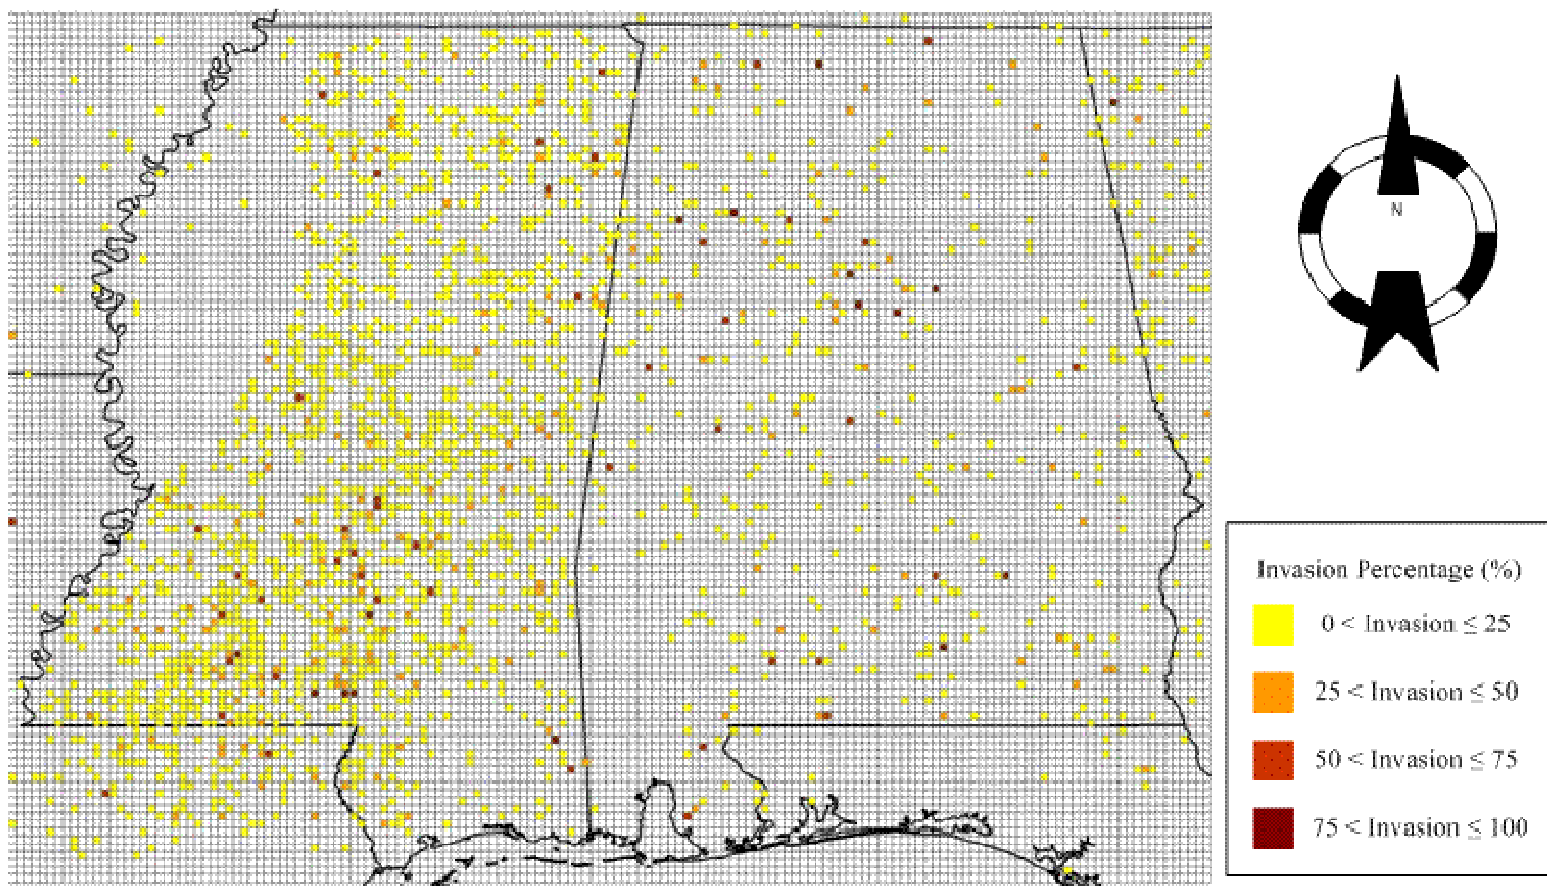 N
Invasion Percentage (%)
0 < Invasion ≤ 25
25 < Invasion ≤ 50
50 < Invasion ≤ 75
75 < Invasion ≤ 100